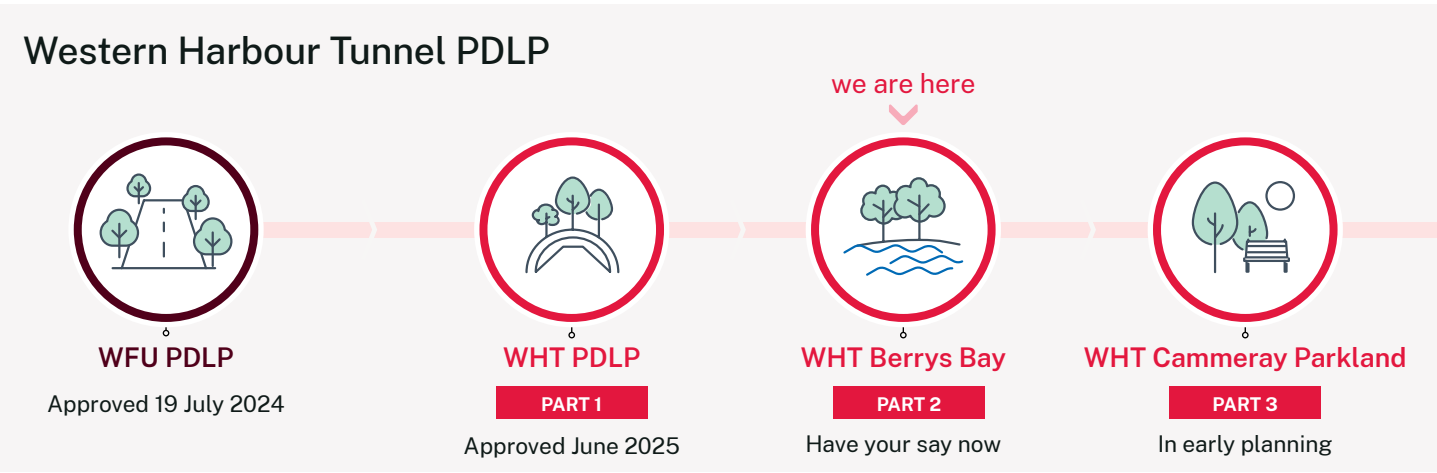 Western Harbour Tunnel PDLP
we are here
WFU PDLP
Approved 19 July 2024
WHT PDLP
PART 1
Approved June 2025
WHT Berrys Bay
PART 2
Have your say now
WHT Cammeray Parkland
PART 3
In early planning